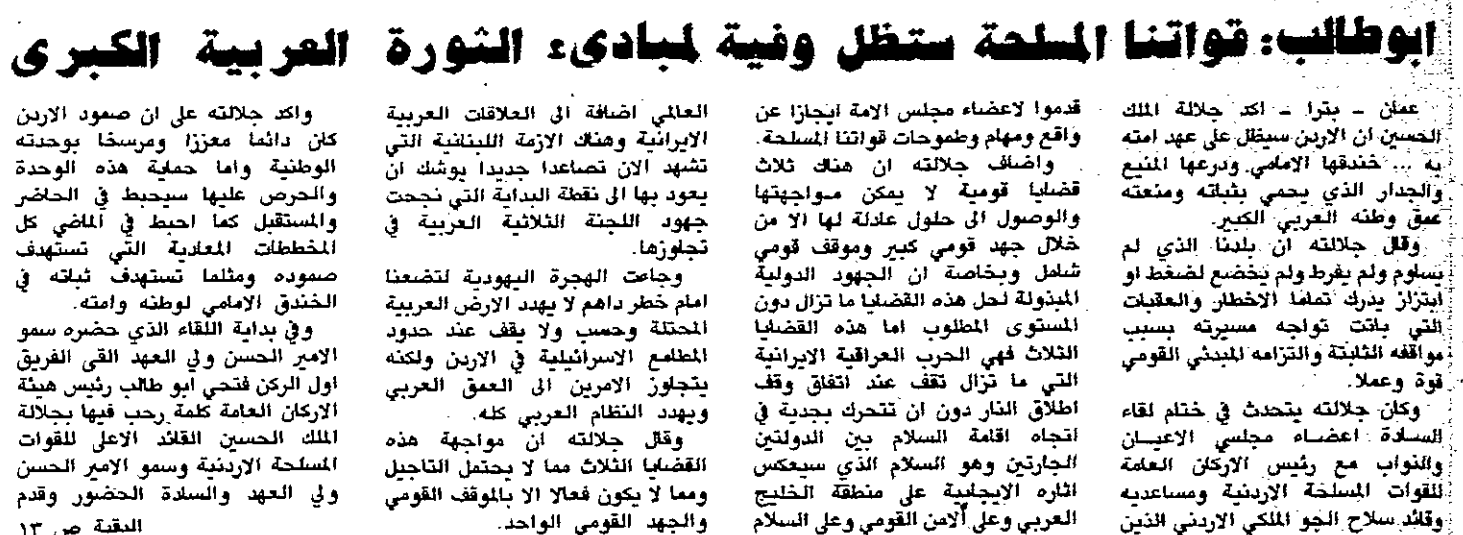 ابوطالب: قواتنا المسلحة ستظل وفية لمبادىء الثورة العربية الكبرى
عمان - بترا - اكد جلالة الملك
الحسين ان الاردن سيظل على عهد امته
به ... خندقها الامامي ودرعها المنيع
والجدار الذي يحمي بثباته ومنعته
عمق وطنه العربي الكبير.
وقال جلالته ان بلدنا الذي لم
يساوم ولم يفرط ولم يخضع لضغط او
ابتزاز يدرك تماما الاخطار والعقبات
التي باتت تواجه مسيرته بسبب
مواقفه الثابتة والتزامه المبدئي القومي
قوة وعملا.
وكان جلالته يتحدث في ختام لقاء
السادة اعضاء مجلسي الاعيان
والنواب مع رئيس الاركان العامة
للقوات المسلحة الاردنية ومساعديه
وقائد سلاح الجو الملكي الاردني الذين
قدموا لاعضاء مجلس الامة ايجازا عن
واقع ومهام وطموحات قواتنا المسلحة.
واضاف جلالته ان هناك ثلاث
قضايا قومية لا يمكن مواجهتها
والوصول الى حلول عادلة لها الا من
خلال جهد قومي كبير وموقف قومي
شامل وبخاصة ان الجهود الدولية
المبذولة لحل هذه القضايا ما تزال دون
المستوى المطلوب اما هذه القضايا
الثلاث فهي الحرب العراقية الايرانية
التي ما تزال تقف عند اتفاق وقف
اطلاق النار دون ان تتحرك بجدية في
اتجاه اقامة السلام بين الدولتين
الجارتين وهو السلام الذي سيعكس
اثاره الايجابية على منطقة الخليج
العربي وعلى الامن القومي وعلى السلام
العالمي اضافة الى العلاقات العربية
الايرانية وهناك الازمة اللبنانية التي
تشهد الان تصاعدا جديدا يوشك ان
يعود بها الى نقطة البداية التي نجحت
جهود اللجنة الثلاثية العربية في
تجاوزها.
وجاءت الهجرة اليهودية لتضعنا
امام خطر داهم لا يهدد الارض العربية
المحتلة وحسب ولا يقف عند حدود
المطامع الاسرائيلية في الاردن ولكنه
يتجاوز الامرين الى العمق العربي
ويهدد النظام العربي كله.
وقال جلالته ان مواجهة هذه
القضايا الثلاث مما لا يحتمل التاجيل
ومما لا يكون فعالا الا بالموقف القومي
والجهد القومي الواحد.
واكد جلالته على ان صمود الاردن
كان دائما معززا ومرسخا بوحدته
الوطنية واما حماية هذه الوحدة
والحرص عليها سيحبط في الحاضر
والمستقبل كما احبط في الماضي كل
المخططات المعادية التي تستهدف
صموده ومثلما تستهدف ثباته في
الخندق الامامي لوطنه وامته.
وفي بداية اللقاء الذي حضره سمو
الامير الحسن ولي العهد القى الفريق
اول الركن فتحي ابو طالب رئيس هيئة
الاركان العامة كلمة رحب فيها بجلالة
الملك الحسين القائد الاعلى للقوات
المسلحة الاردنية وسمو الامير الحسن
ولي العهد والسادة الحضور وقدم
البقية ص ١٣